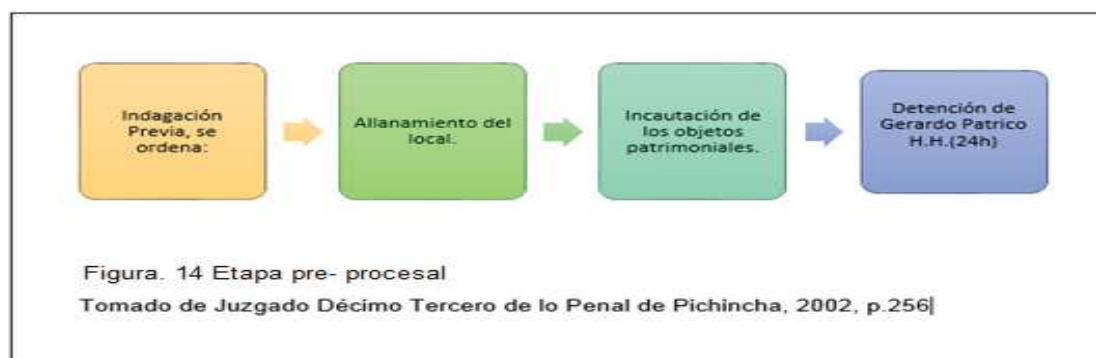 Indagación
Previa, se
ordena:
Allanamiento del
local.
Incautación de
los objetos
patrimoniales.
Detención de
Gerardo Patrico
H.H.(24h)
Figura. 14 Etapa pre- procesal
Tomado de Juzgado Décimo Tercero de lo Penal de Pichincha, 2002, p.256